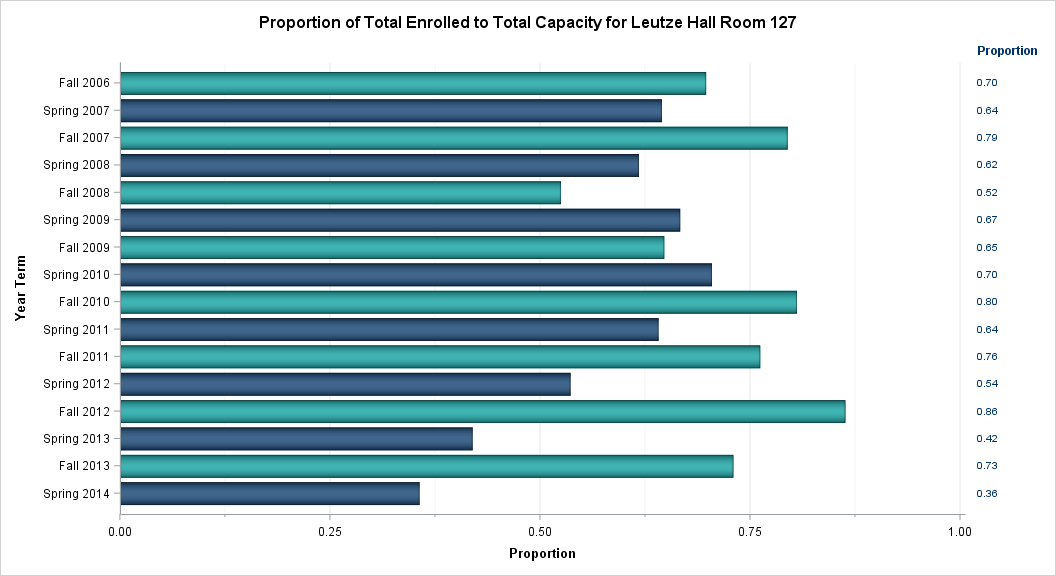 Proportion of Total Enrolled to Total Capacity for Leutze Hall Room 127
Proportion
Fall 2006 0.70
Spring 2007 0.64
Fall 2007 0.79
Spring 2008 0.62
Fall 2008 0.52
Spring 2009 0.67
Fall 2009 0.65
Spring 2010 0.70
Fall 2010 0.80
Spring 2011 0.64
Fall 2011 0.76
Spring 2012 0.54
Fall 2012 0.86
Spring 2013 0.42
Fall 2013 0.73
Spring 2014 0.36
Year Term
0.00 0.25 0.50 0.75 1.00
Proportion